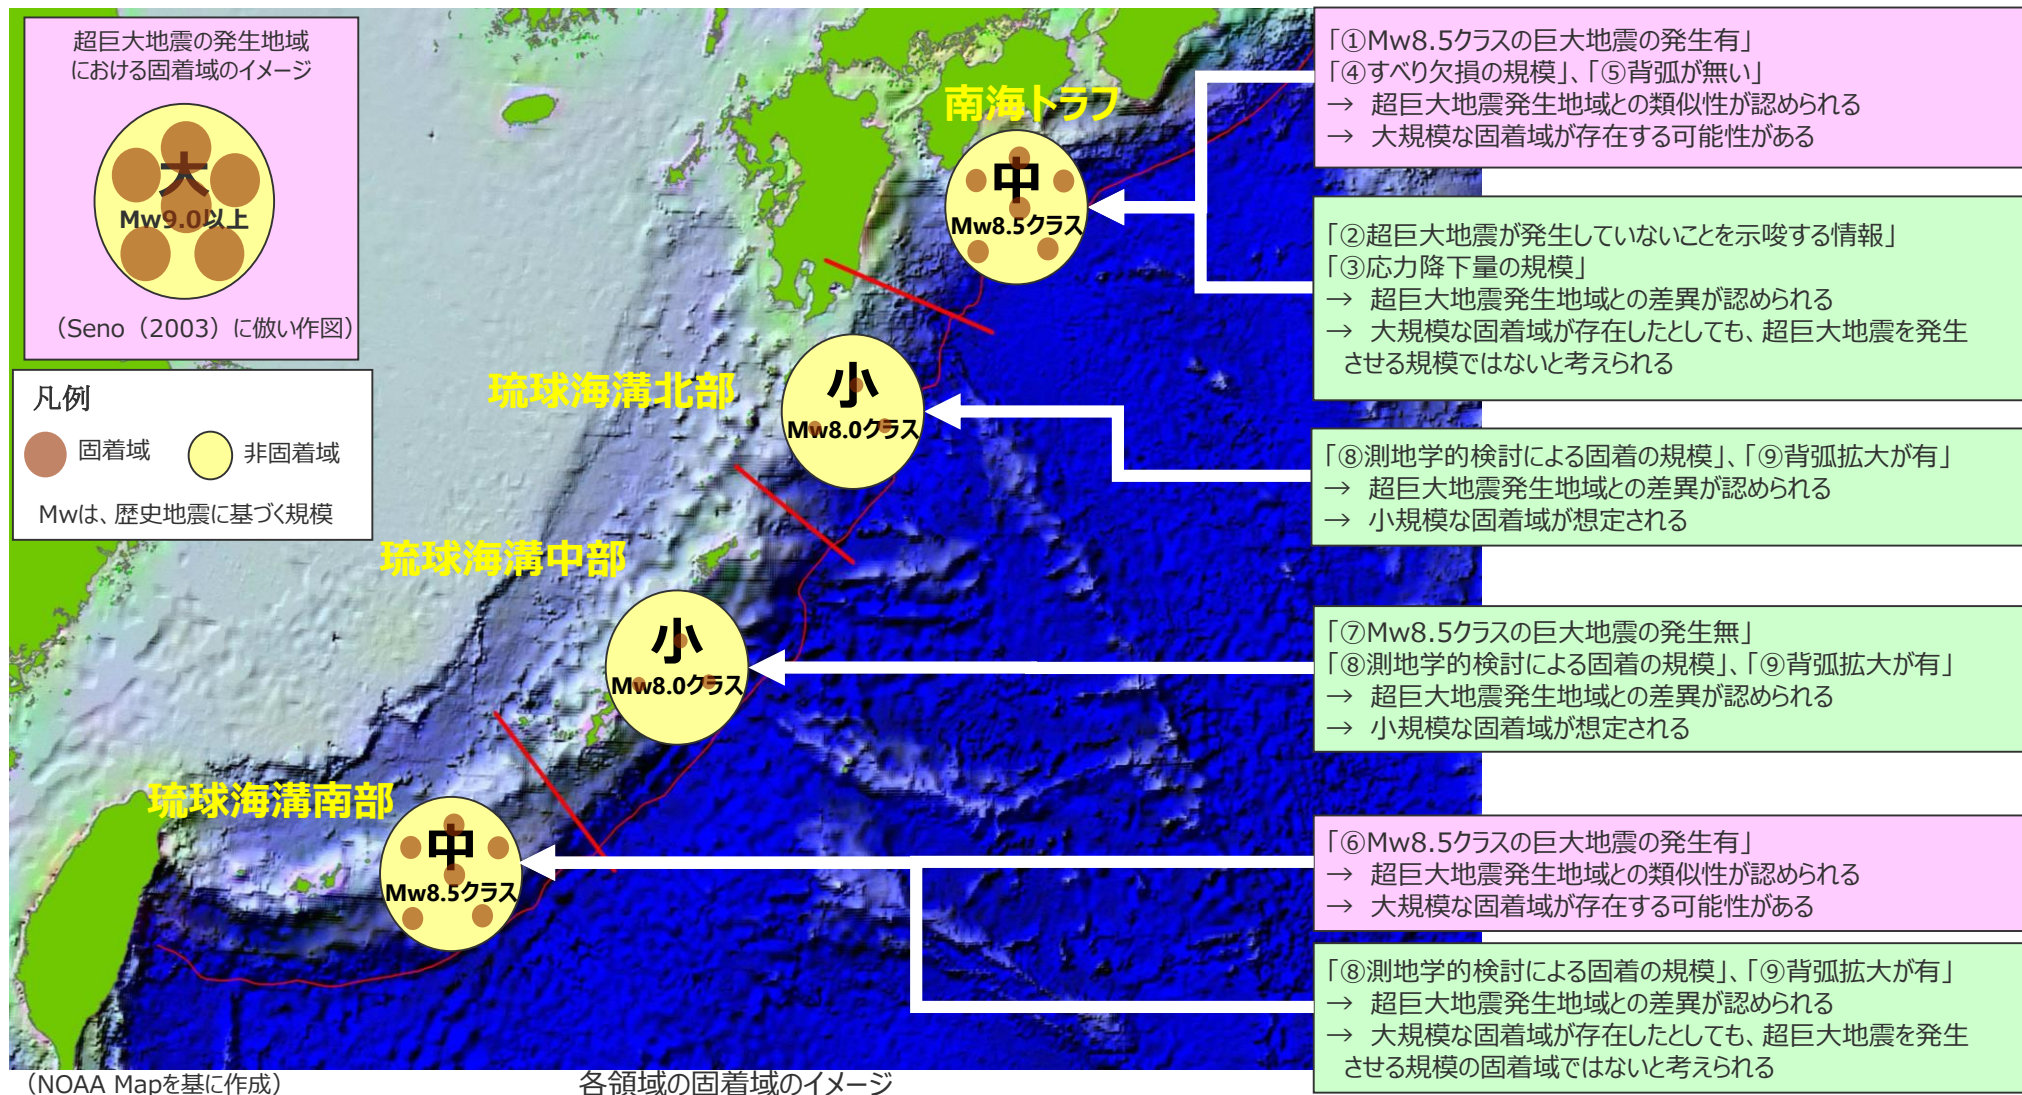 超巨大地震の発生地域
における固着域のイメージ
大
Mw9.0以上
（Seno（2003）に倣い作図）
凡例
固着域
非固着域
Mwは、歴史地震に基づく規模
南海トラフ
中
Mw8.5クラス
琉球海溝北部
小
Mw8.0クラス
琉球海溝中部
小
Mw8.0クラス
琉球海溝南部
中
Mw8.5クラス
「①Mw8.5クラスの巨大地震の発生有」
「④すべり欠損の規模」、「⑤背弧が無い」
→ 超巨大地震発生地域との類似性が認められる
→ 大規模な固着域が存在する可能性がある
「②超巨大地震が発生していないことを示唆する情報」
「③応力降下量の規模」
→ 超巨大地震発生地域との差異が認められる
→ 大規模な固着域が存在したとしても、超巨大地震を発生
させる規模ではないと考えられる
「⑧測地学的検討による固着の規模」、「⑨背弧拡大が有」
→ 超巨大地震発生地域との差異が認められる
→ 小規模な固着域が想定される
「⑦Mw8.5クラスの巨大地震の発生無」
「⑧測地学的検討による固着の規模」、「⑨背弧拡大が有」
→ 超巨大地震発生地域との差異が認められる
→ 小規模な固着域が想定される
「⑥Mw8.5クラスの巨大地震の発生有」
→ 超巨大地震発生地域との類似性が認められる
→ 大規模な固着域が存在する可能性がある
「⑧測地学的検討による固着の規模」、「⑨背弧拡大が有」
→ 超巨大地震発生地域との差異が認められる
→ 大規模な固着域が存在したとしても、超巨大地震を発生
させる規模の固着域ではないと考えられる
（NOAA Mapを基に作成）
各領域の固着域のイメージ